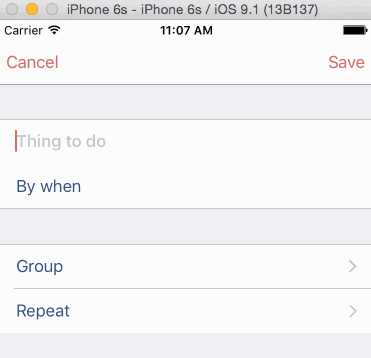 iPhone 6s - iPhone 6s / iOS 9.1 (13B137)
Carrier 11:07 AM
Cancel Save
Thing to do
By when
Group
Repeat